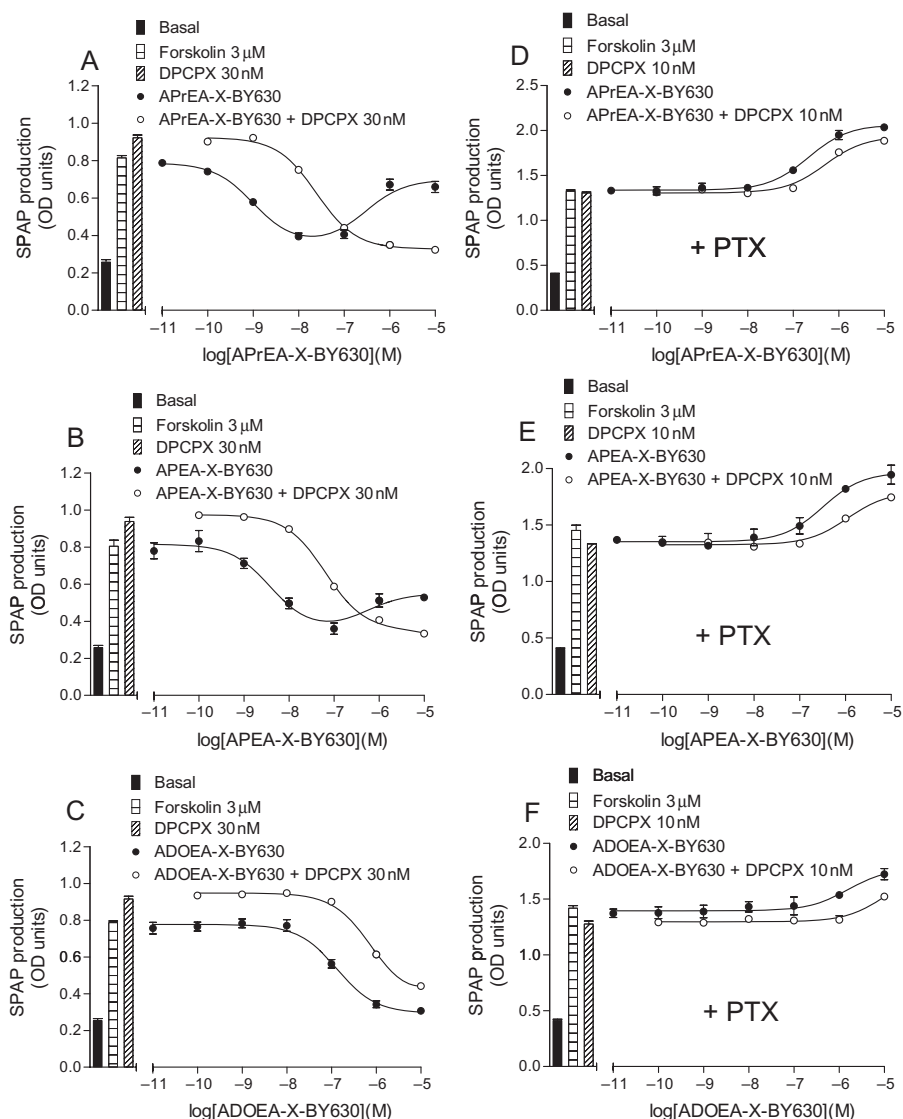 A
Basal
Forskolin 3 μM
DPCPX 30 nM
APrEA-X-BY630
APrEA-X-BY630 + DPCPX 30 nM
1.2
1.0
0.8
0.6
0.4
0.2
0.0
SPAP production
(OD units)
–11 –10 –9 –8 –7 –6 –5
log[APrEA-X-BY630](M)
D
Basal
Forskolin 3 μM
DPCPX 10 nM
APrEA-X-BY630
APrEA-X-BY630 + DPCPX 10 nM
2.5
2.0
1.5
1.0
0.5
0.0
SPAP production
(OD units)
+ PTX
–11 –10 –9 –8 –7 –6 –5
log[APrEA-X-BY630](M)
B
Basal
Forskolin 3 μM
DPCPX 30 nM
APEA-X-BY630
APEA-X-BY630 + DPCPX 30 nM
1.2
1.0
0.8
0.6
0.4
0.2
0.0
SPAP production
(OD units)
–11 –10 –9 –8 –7 –6 –5
log[APEA-X-BY630](M)
E
Basal
Forskolin 3 μM
DPCPX 10 nM
APEA-X-BY630
APEA-X-BY630 + DPCPX 10 nM
2.0
1.5
1.0
0.5
0.0
SPAP production
(OD units)
+ PTX
–11 –10 –9 –8 –7 –6 –5
log[APEA-X-BY630](M)
C
Basal
Forskolin 3 μM
DPCPX 30 nM
ADOEA-X-BY630
ADOEA-X-BY630 + DPCPX 30 nM
1.2
1.0
0.8
0.6
0.4
0.2
0.0
SPAP production
(OD units)
–11 –10 –9 –8 –7 –6 –5
log[ADOEA-X-BY630](M)
F
Basal
Forskolin 3 μM
DPCPX 10 nM
ADOEA-X-BY630
ADOEA-X-BY630 + DPCPX 10 nM
2.0
1.5
1.0
0.5
0.0
SPAP production
(OD units)
+ PTX
–11 –10 –9 –8 –7 –6 –5
log[ADOEA-X-BY630](M)